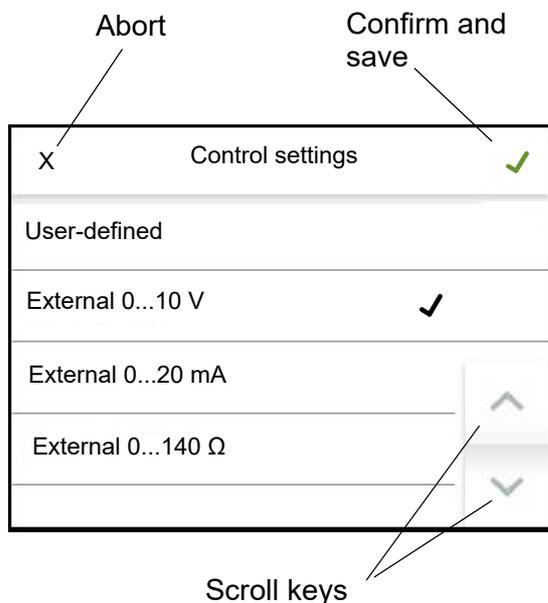 Abort
Confirm and
save
X
Control settings
User-defined
External 0...10 V
External 0...20 mA
External 0...140 Ω
Scroll keys